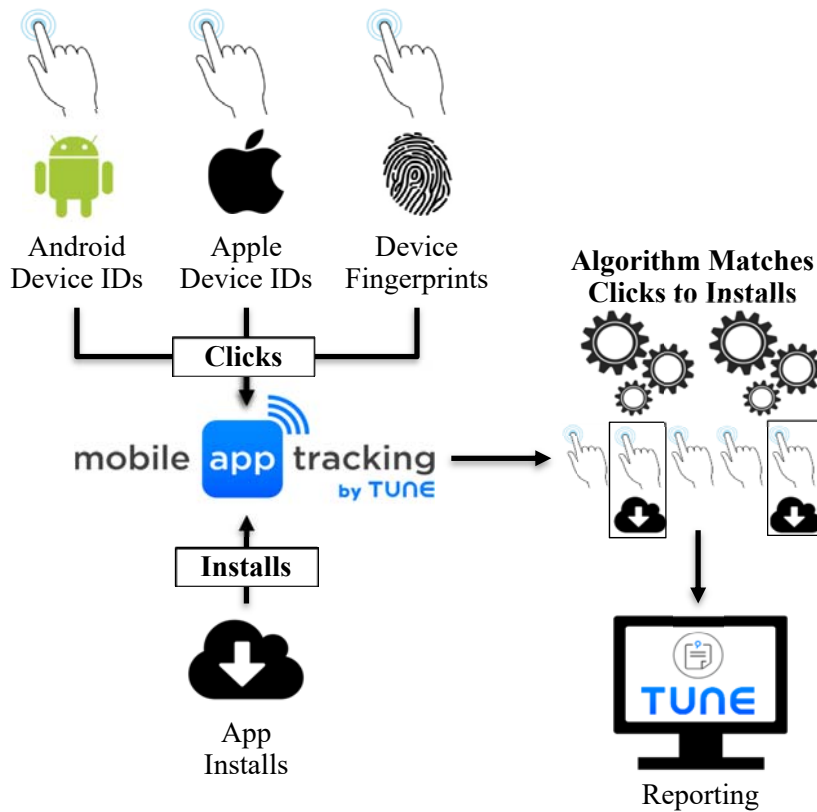 Android
Device IDs
Apple
Device IDs
Device
Fingerprints
Clicks
mobile app tracking
by TUNE
Installs
App
Installs
Algorithm Matches
Clicks to Installs
TUNE
Reporting